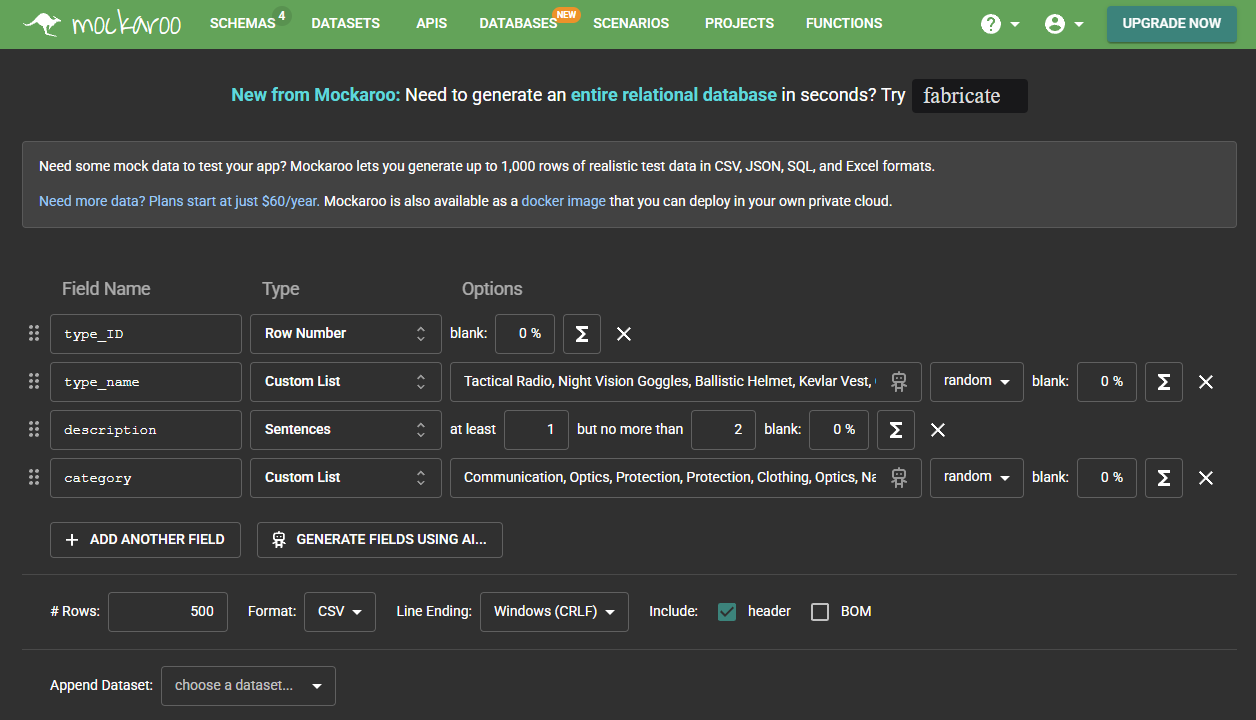 mockaroo SCHEMAS 4 DATASETS APIS DATABASES NEW SCENARIOS PROJECTS FUNCTIONS ? UPGRADE NOW
New from Mockaroo: Need to generate an entire relational database in seconds? Try fabricate
Need some mock data to test your app? Mockaroo lets you generate up to 1,000 rows of realistic test data in CSV, JSON, SQL, and Excel formats.
Need more data? Plans start at just $60/year. Mockaroo is also available as a docker image that you can deploy in your own private cloud.
Field Name Type Options
type_ID Row Number blank: 0 % Σ
type_name Custom List Tactical Radio, Night Vision Goggles, Ballistic Helmet, Kevlar Vest, random blank: 0 % Σ
description Sentences at least 1 but no more than 2 blank: 0 % Σ
category Custom List Communication, Optics, Protection, Protection, Clothing, Optics, Na random blank: 0 % Σ
+ ADD ANOTHER FIELD GENERATE FIELDS USING AI...
# Rows: 500 Format: CSV Line Ending: Windows (CRLF) Include: header BOM
Append Dataset: choose a dataset...